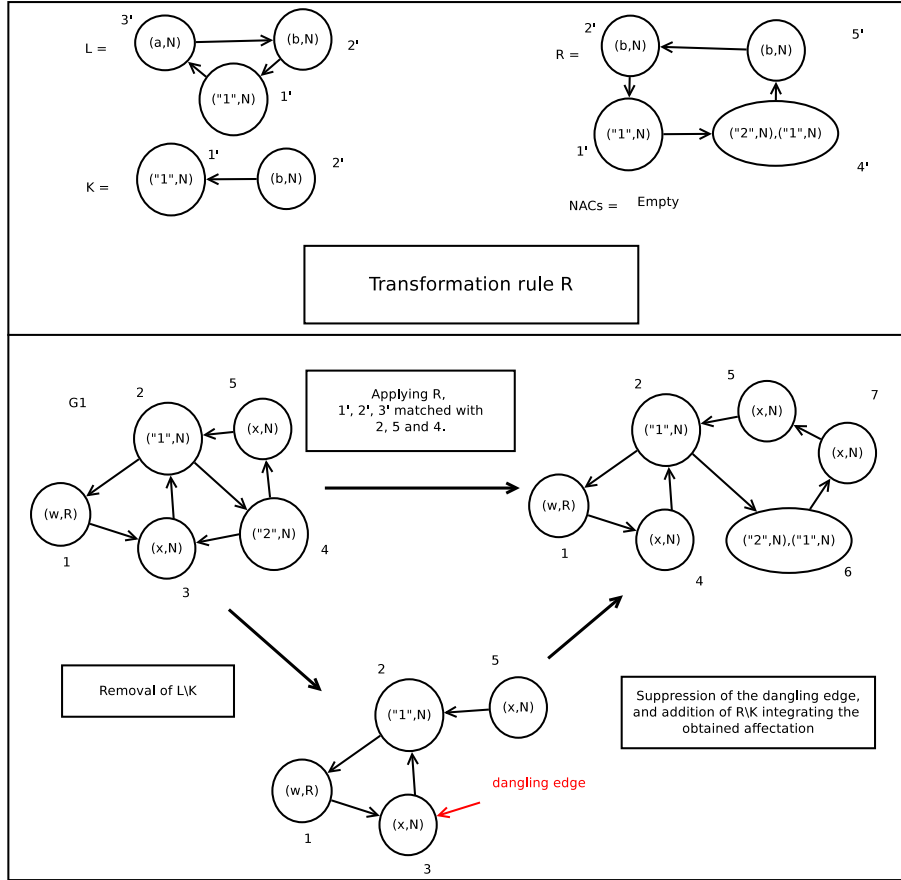 3'
L =
(a,N)
(b,N)
2'
("1",N)
1'
K =
1'
("1",N)
(b,N)
2'
2'
5'
R =
(b,N)
(b,N)
("1",N)
("2",N),("1",N)
1'
4'
NACs = Empty
Transformation rule R
G1
2
5
("1",N)
(x,N)
(w,R)
(x,N)
("2",N)
1
3
4
Applying R,
1', 2', 3' matched with
2, 5 and 4.
2
5
7
("1",N)
(x,N)
(x,N)
(w,R)
(x,N)
("2",N),("1",N)
1
4
6
Removal of L\K
2
5
("1",N)
(x,N)
(w,R)
(x,N)
dangling edge
1
3
Suppression of the dangling edge,
and addition of R\K integrating the
obtained affectation